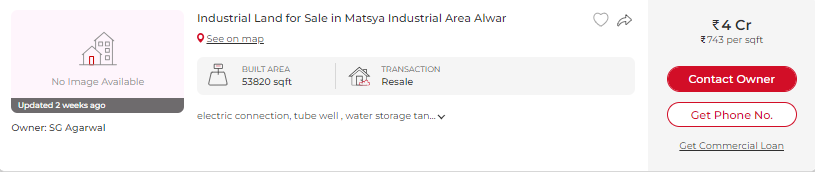 Industrial Land for Sale in Matsya Industrial Area Alwar
See on map
No Image Available
Updated 2 weeks ago
Owner: SG Agarwal
BUILT AREA
53820 sqft
TRANSACTION
Resale
electric connection, tube well , water storage tan...
₹4 Cr
₹743 per sqft
Contact Owner
Get Phone No.
Get Commercial Loan